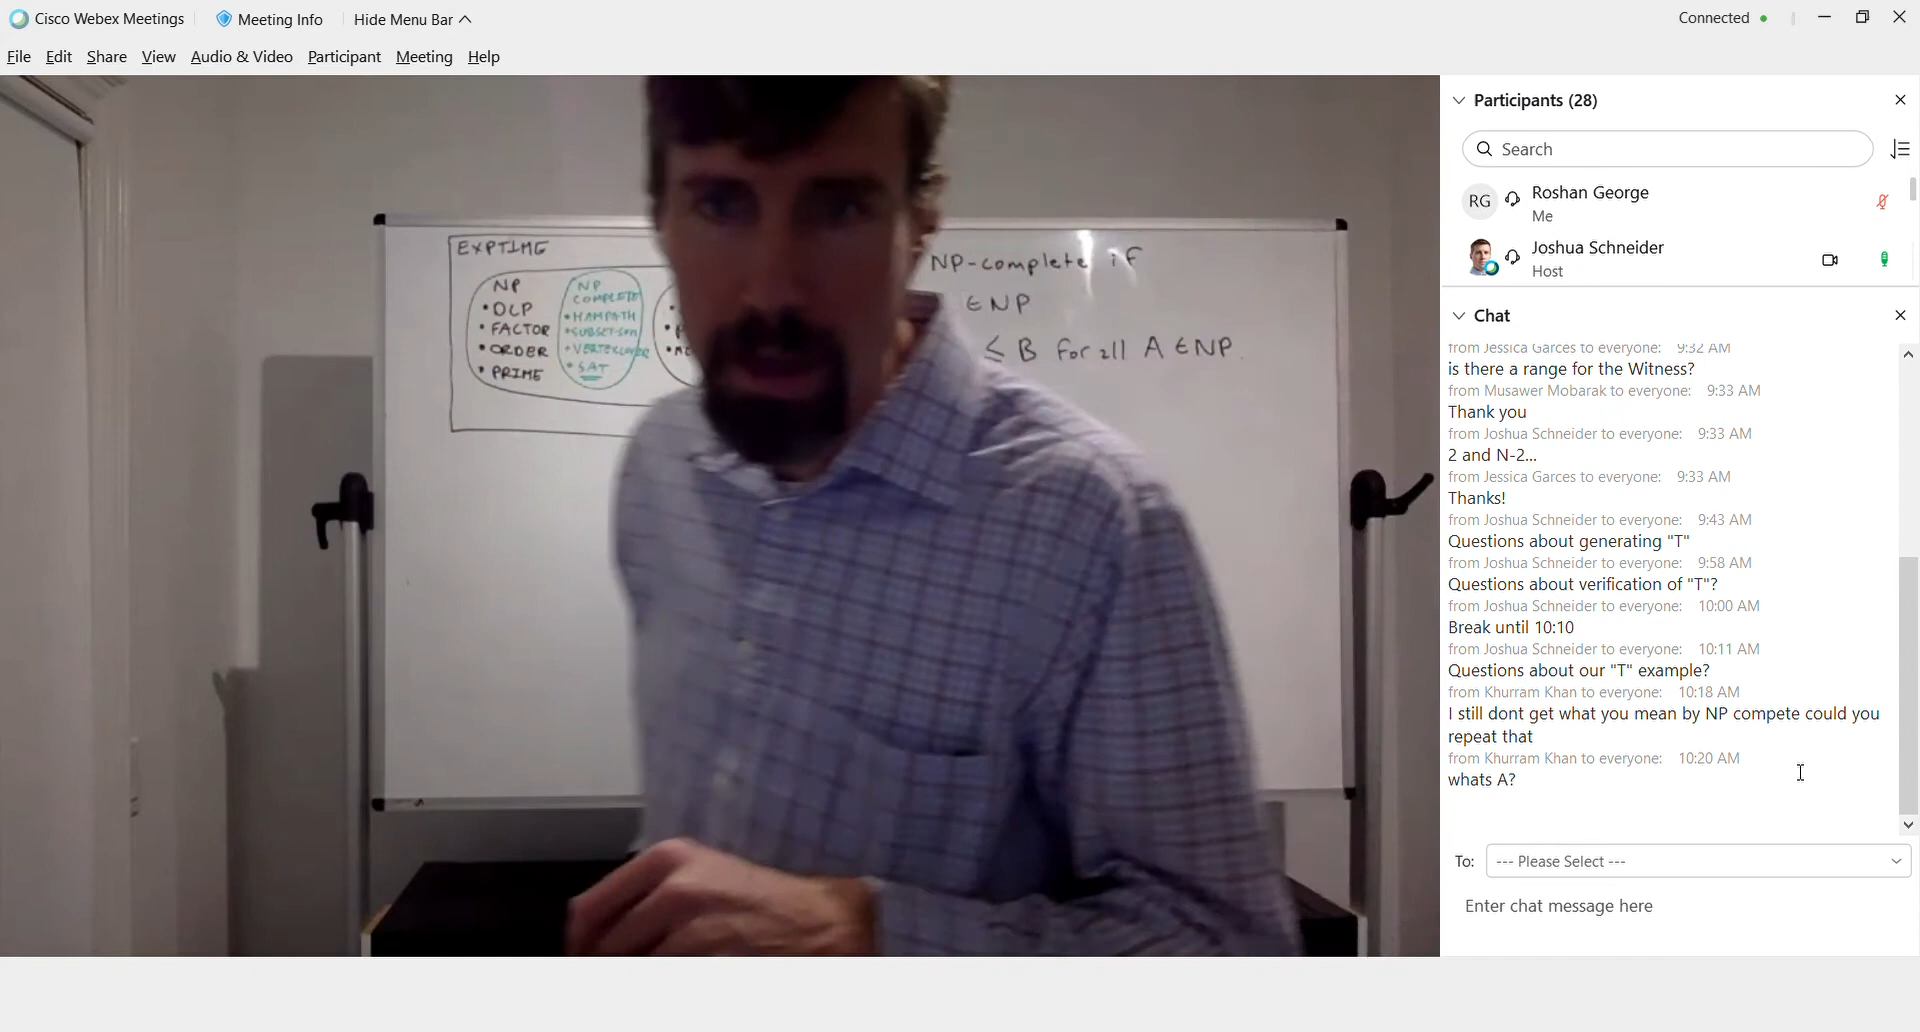 Cisco Webex Meetings
Meeting Info
Hide Menu Bar
Connected
File Edit Share View Audio & Video Participant Meeting Help
EXPTIME
NP
• DLP
• FACTOR
• ORDER
• PRIME
NP
COMPLETE
• HAMPATH
• SUBSET-SUM
• VERTEXCOVER
• SAT
NP-complete if
∈ NP
≤ B for all A ∈ NP.
Participants (28)
Search
RG
Roshan George
Me
Joshua Schneider
Host
Chat
from Jessica Garces to everyone: 9:32 AM
is there a range for the Witness?
from Musawer Mobarak to everyone: 9:33 AM
Thank you
from Joshua Schneider to everyone: 9:33 AM
2 and N-2...
from Jessica Garces to everyone: 9:33 AM
Thanks!
from Joshua Schneider to everyone: 9:43 AM
Questions about generating "T"
from Joshua Schneider to everyone: 9:58 AM
Questions about verification of "T"?
from Joshua Schneider to everyone: 10:00 AM
Break until 10:10
from Joshua Schneider to everyone: 10:11 AM
Questions about our "T" example?
from Khurram Khan to everyone: 10:18 AM
I still dont get what you mean by NP compete could you
repeat that
from Khurram Khan to everyone: 10:20 AM
whats A?
To: --- Please Select ---
Enter chat message here